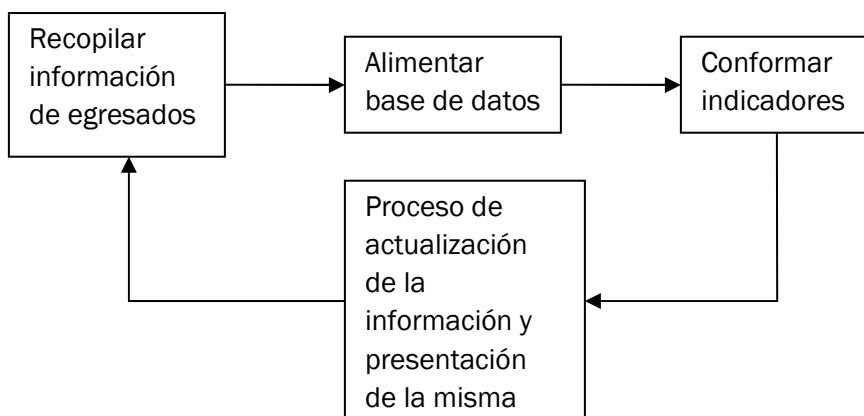 Recopilar
información
de egresados
Alimentar
base de datos
Conformar
indicadores
Proceso de
actualización
de la
información y
presentación
de la misma